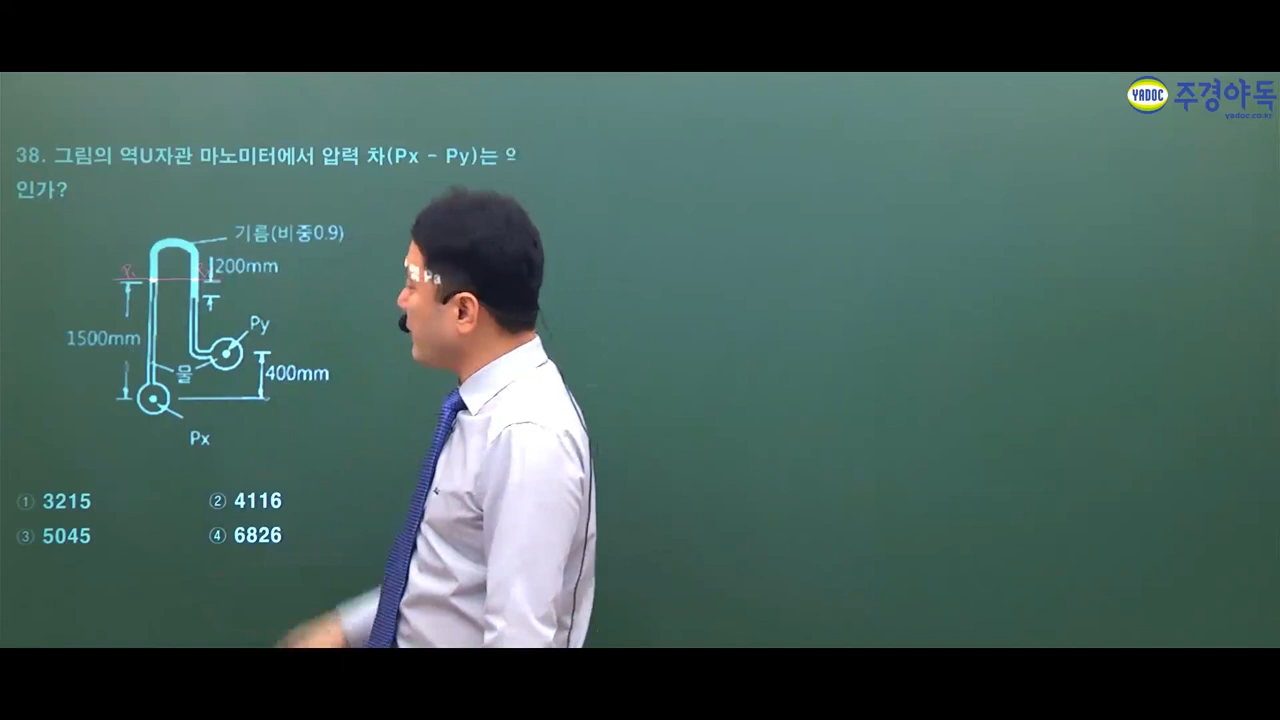 YADOC 주경야독
yadoc.co.kr
38. 그림의 역U자관 마노미터에서 압력 차(Px - Py)는
Pa
인가?
기름(비중0.9)
200mm
1500mm
Py
물
400mm
Px
① 3215 ② 4116
③ 5045 ④ 6826